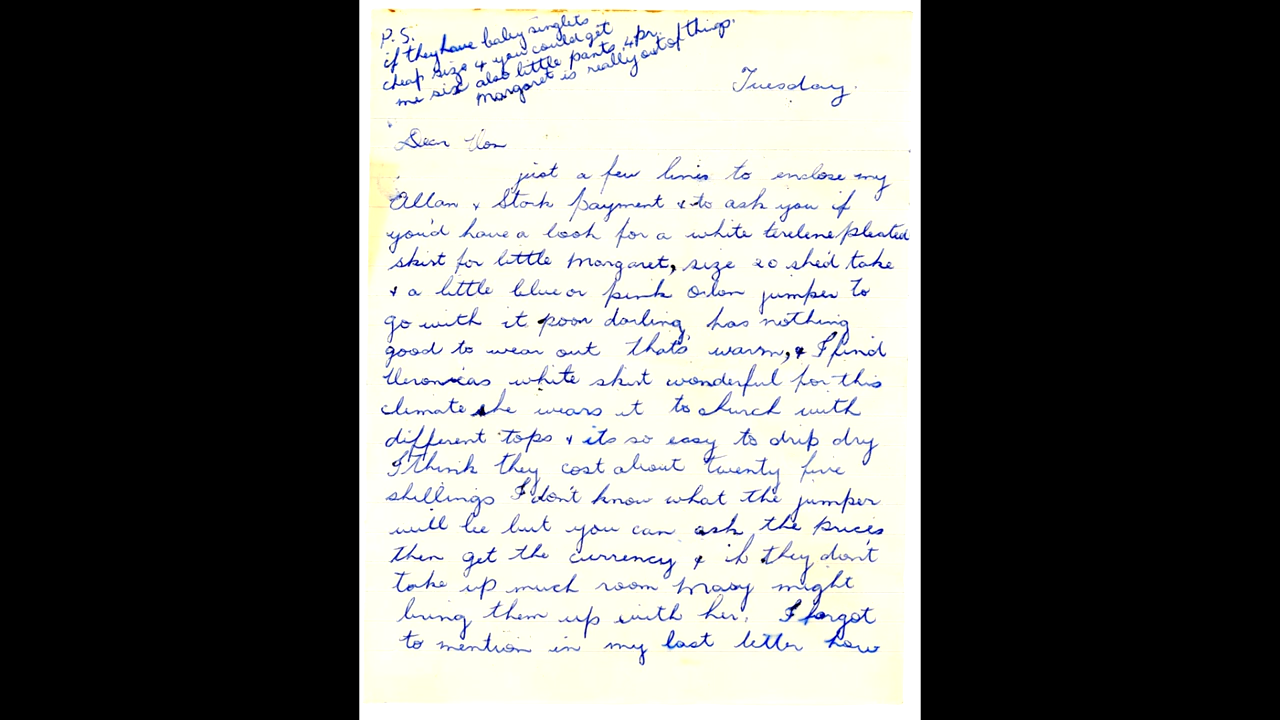 P.S.
if they have baby singlets
cheap size 4 you could get
me six also little pants 4pr.
Margaret is really out of things.
Tuesday.
Dear Von
just a few lines to enclose my
Allan & Stark payment & to ask you if
you'd have a look for a white terelene pleated
skirt for little Margaret, size 20 she'd take
& a little blue or pink orlon jumper to
go with it poor darling has nothing
good to wear out that's warm, & I find
Veronicas white skirt wonderful for this
climate she wears it to church with
different tops & its so easy to drip dry
I think they cost about twenty five
shillings I don't know what the jumper
will be but you can ask the prices
then get the currency & if they don't
take up much room Mary might
bring them up with her. I forgot
to mention in my last letter how